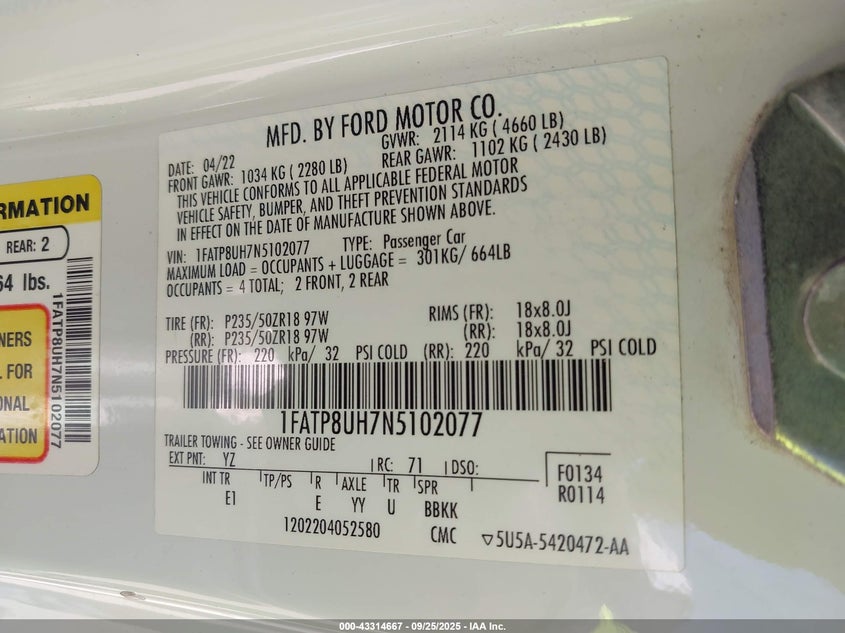 MFD. BY FORD MOTOR CO.
DATE: 04/22 GVWR: 2114 KG ( 4660 LB)
FRONT GAWR: 1034 KG ( 2280 LB) REAR GAWR: 1102 KG ( 2430 LB)
THIS VEHICLE CONFORMS TO ALL APPLICABLE FEDERAL MOTOR
VEHICLE SAFETY, BUMPER, AND THEFT PREVENTION STANDARDS
IN EFFECT ON THE DATE OF MANUFACTURE SHOWN ABOVE.
VIN: 1FATP8UH7N5102077 TYPE: Passenger Car
MAXIMUM LOAD = OCCUPANTS + LUGGAGE = 301KG/ 664LB
OCCUPANTS = 4 TOTAL; 2 FRONT, 2 REAR
TIRE (FR): P235/50ZR18 97W RIMS (FR): 18x8.0J
(RR): P235/50ZR18 97W (RR): 18x8.0J
PRESSURE (FR): 220 kPa/ 32 PSI COLD (RR): 220 kPa/ 32 PSI COLD
1FATP8UH7N5102077
TRAILER TOWING - SEE OWNER GUIDE
EXT PNT: YZ RC: 71 DSO:
INT TR TP/PS R AXLE TR SPR
E1 E YY U BBKK
F0134
R0114
1202204052580 CMC 5U5A-5420472-AA
RMATION
REAR: 2
64 lbs.
1FATP8UH7N5102077
NERS
L FOR
ONAL
ATION
000-43314667 - 09/25/2025 - IAA Inc.